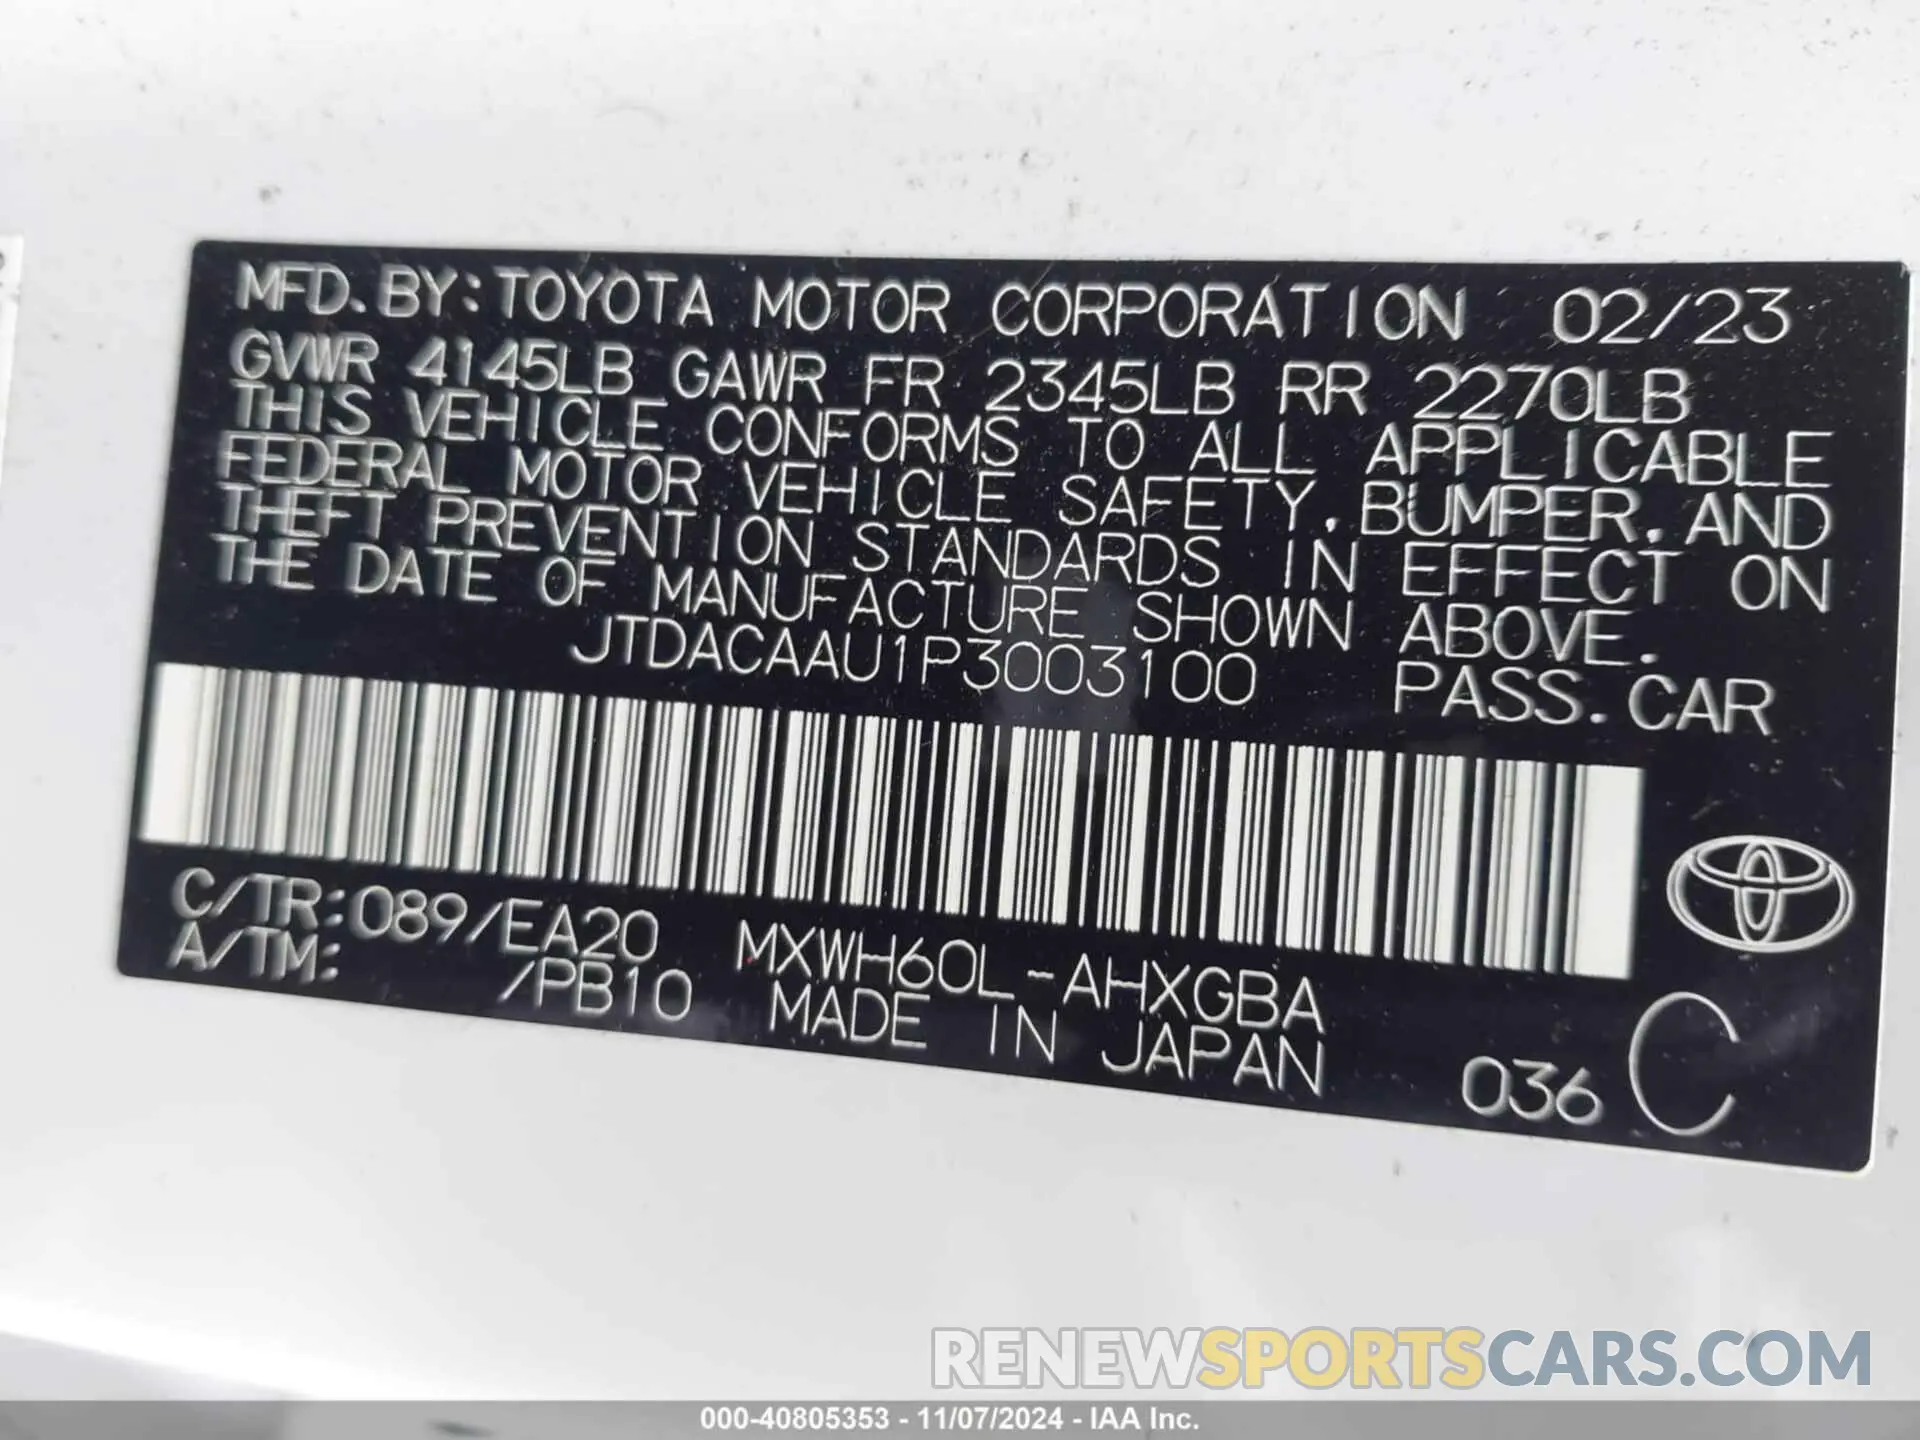 MFD. BY: TOYOTA MOTOR CORPORATION 02/23
GVWR 4145LB GAWR FR 2345LB RR 2270LB
THIS VEHICLE CONFORMS TO ALL APPLICABLE
FEDERAL MOTOR VEHICLE SAFETY, BUMPER, AND
THEFT PREVENTION STANDARDS IN EFFECT ON
THE DATE OF MANUFACTURE SHOWN ABOVE.
JTDACAAU1P3003100 PASS. CAR
C/TR: 089/EA20 MXWH60L-AHXGBA
A/TM: /PB10 MADE IN JAPAN 036 C
RENEWSPORTSCARS.COM
000-40805353 - 11/07/2024 - IAA Inc.